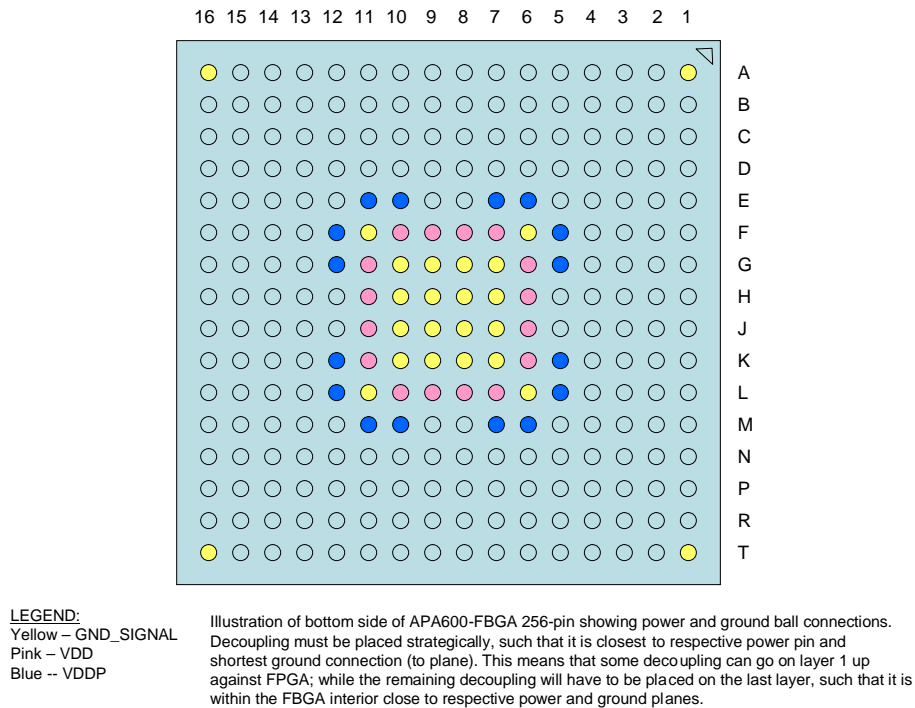 16 15 14 13 12 11 10 9 8 7 6 5 4 3 2 1
A
B
C
D
E
F
G
H
J
K
L
M
N
P
R
T
LEGEND:
Yellow – GND_SIGNAL
Pink – VDD
Blue -- VDDP
Illustration of bottom side of APA600-FBGA 256-pin showing power and ground ball connections.
Decoupling must be placed strategically, such that it is closest to respective power pin and
shortest ground connection (to plane). This means that some decoupling can go on layer 1 up
against FPGA; while the remaining decoupling will have to be placed on the last layer, such that it is
within the FBGA interior close to respective power and ground planes.